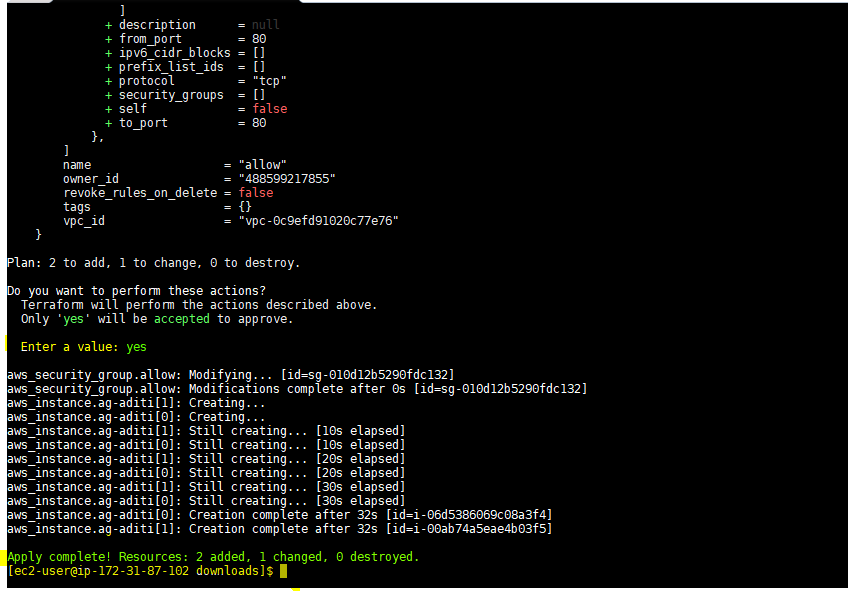 ]
+ description = null
+ from_port = 80
+ ipv6_cidr_blocks = []
+ prefix_list_ids = []
+ protocol = "tcp"
+ security_groups = []
+ self = false
+ to_port = 80
},
]
name = "allow"
owner_id = "488599217855"
revoke_rules_on_delete = false
tags = {}
vpc_id = "vpc-0c9efd91020c77e76"
}
Plan: 2 to add, 1 to change, 0 to destroy.
Do you want to perform these actions?
Terraform will perform the actions described above.
Only 'yes' will be accepted to approve.
Enter a value: yes
aws_security_group.allow: Modifying... [id=sg-010d12b5290fdc132]
aws_security_group.allow: Modifications complete after 0s [id=sg-010d12b5290fdc132]
aws_instance.ag-aditi[1]: Creating...
aws_instance.ag-aditi[0]: Creating...
aws_instance.ag-aditi[1]: Still creating... [10s elapsed]
aws_instance.ag-aditi[0]: Still creating... [10s elapsed]
aws_instance.ag-aditi[1]: Still creating... [20s elapsed]
aws_instance.ag-aditi[0]: Still creating... [20s elapsed]
aws_instance.ag-aditi[1]: Still creating... [30s elapsed]
aws_instance.ag-aditi[0]: Still creating... [30s elapsed]
aws_instance.ag-aditi[0]: Creation complete after 32s [id=i-06d5386069c08a3f4]
aws_instance.ag-aditi[1]: Creation complete after 32s [id=i-00ab74a5eae4b03f5]
Apply complete! Resources: 2 added, 1 changed, 0 destroyed.
[ec2-user@ip-172-31-87-102 downloads]$